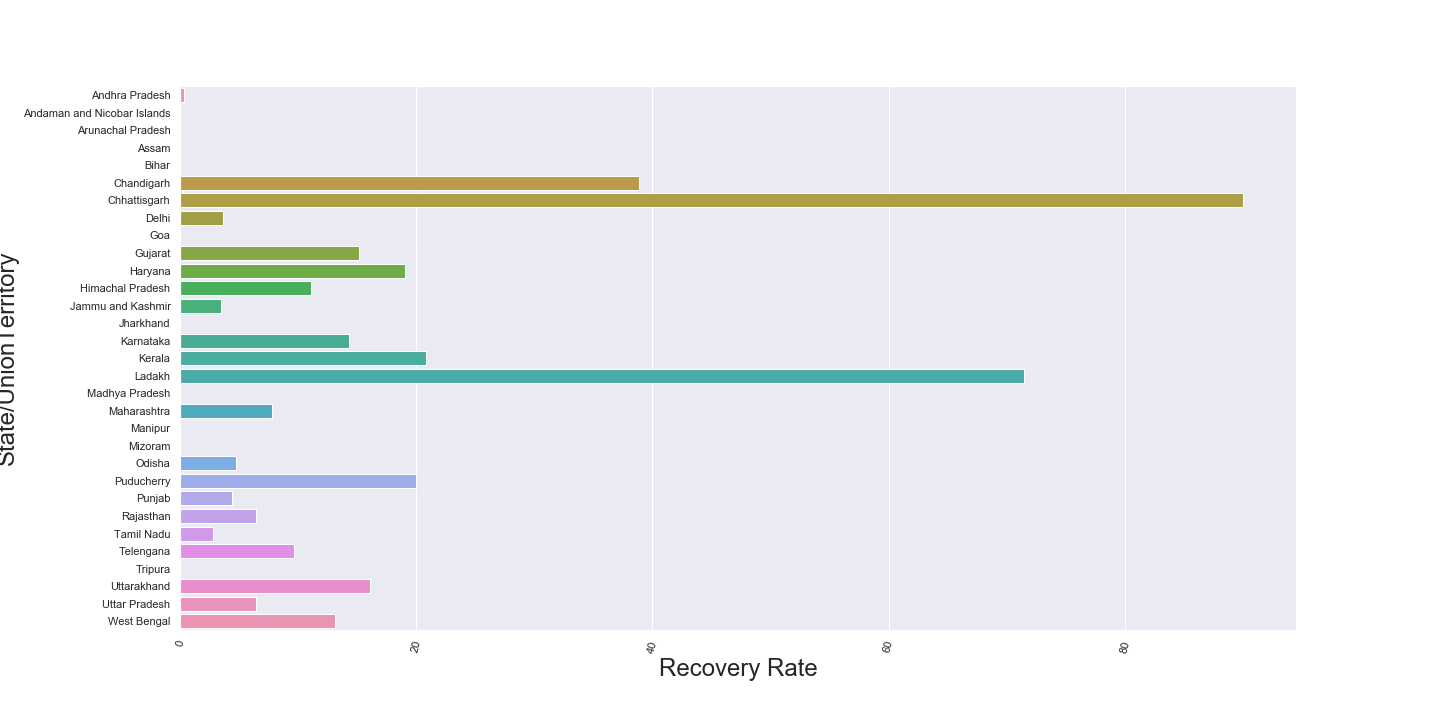 Andhra Pradesh
Andaman and Nicobar Islands
Arunachal Pradesh
Assam
Bihar
Chandigarh
Chhattisgarh
Delhi
Goa
Gujarat
Haryana
Himachal Pradesh
Jammu and Kashmir
Jharkhand
Karnataka
Kerala
Ladakh
Madhya Pradesh
Maharashtra
Manipur
Mizoram
Odisha
Puducherry
Punjab
Rajasthan
Tamil Nadu
Telengana
Tripura
Uttarakhand
Uttar Pradesh
West Bengal
State/UnionTerritory
0 20 40 60 80
Recovery Rate